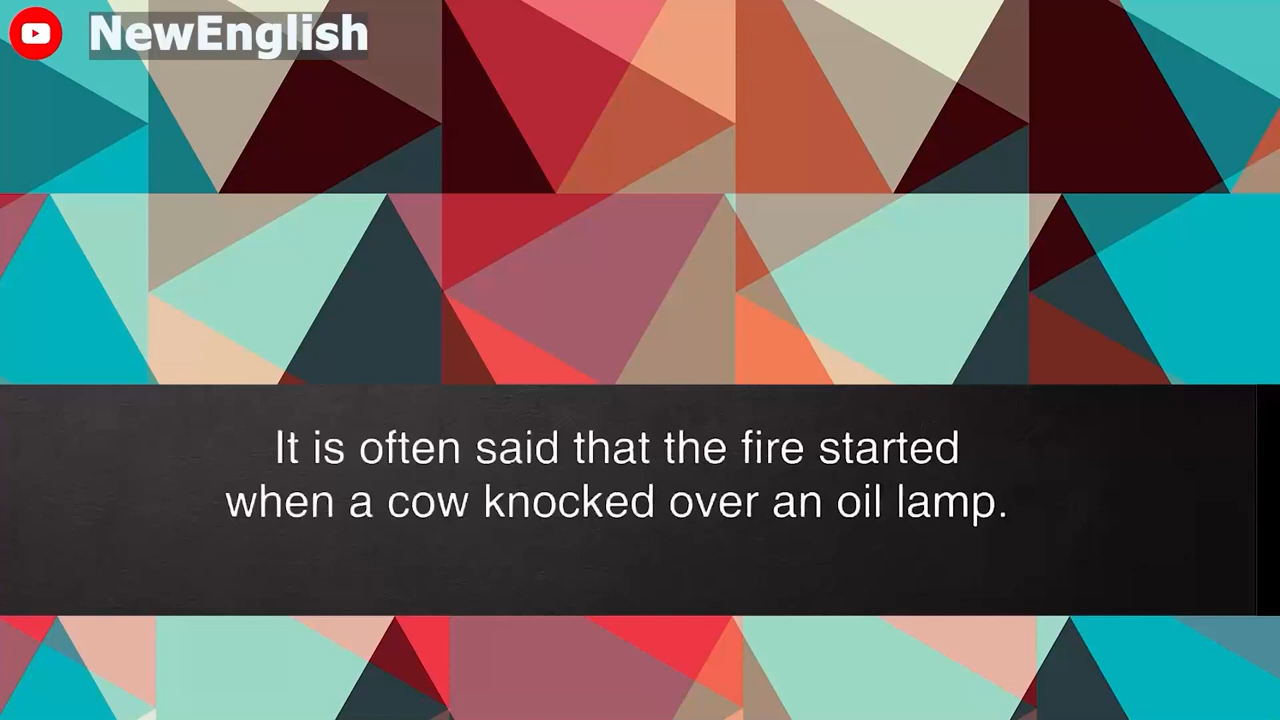 NewEnglish
It is often said that the fire started
when a cow knocked over an oil lamp.